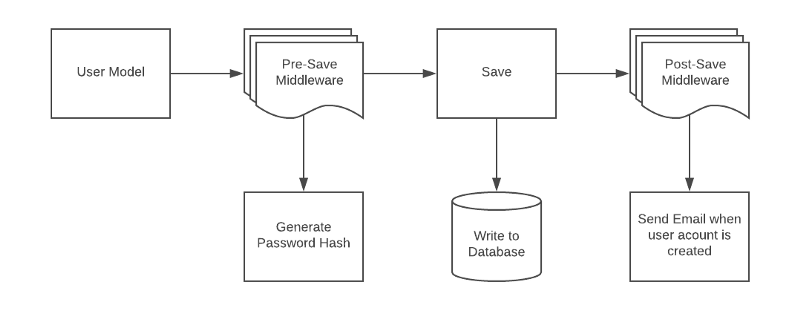 User Model
Pre-Save
Middleware
Save
Post-Save
Middleware
Generate
Password Hash
Write to
Database
Send Email when
user acount is
created